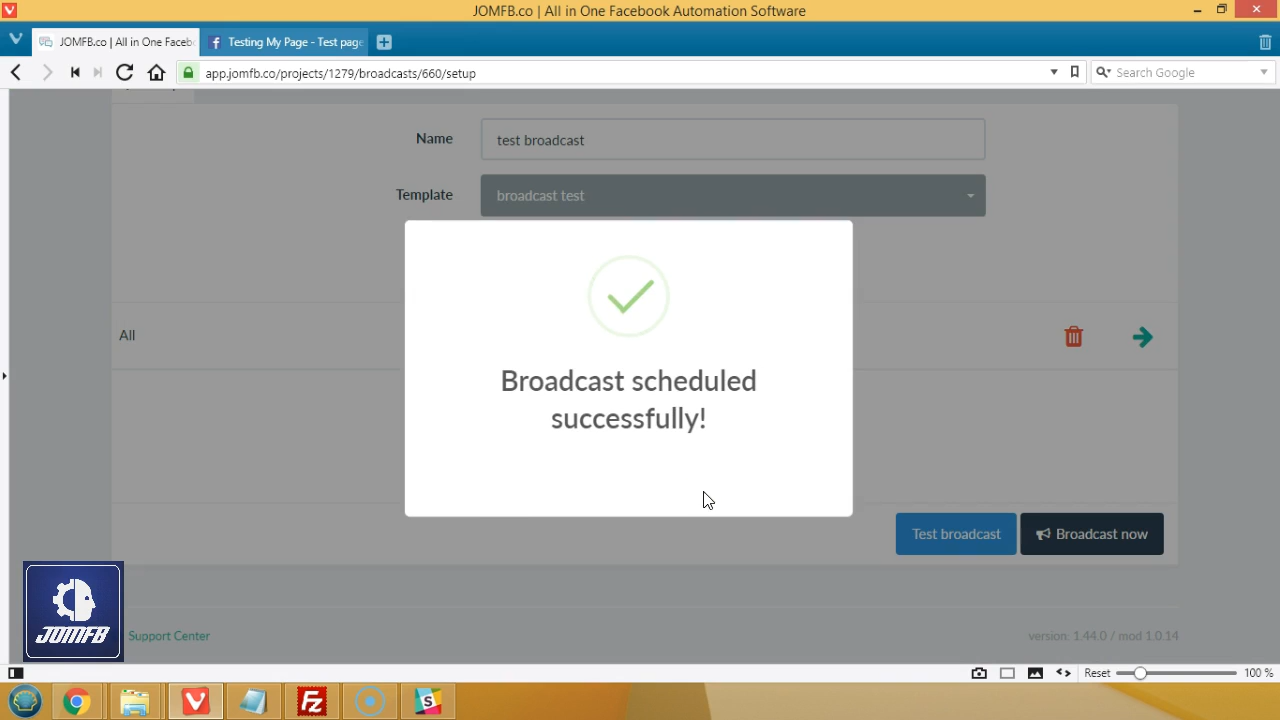 JOMFB.co | All in One Facebook Automation Software
JOMFB.co | All in One Faceb
Testing My Page - Test page
app.jomfb.co/projects/1279/broadcasts/660/setup
Search Google
Name
test broadcast
Template
broadcast test
All
Broadcast scheduled
successfully!
Test broadcast
Broadcast now
JOMFB
Support Center
version: 1.44.0 / mod 1.0.14
Reset
100 %